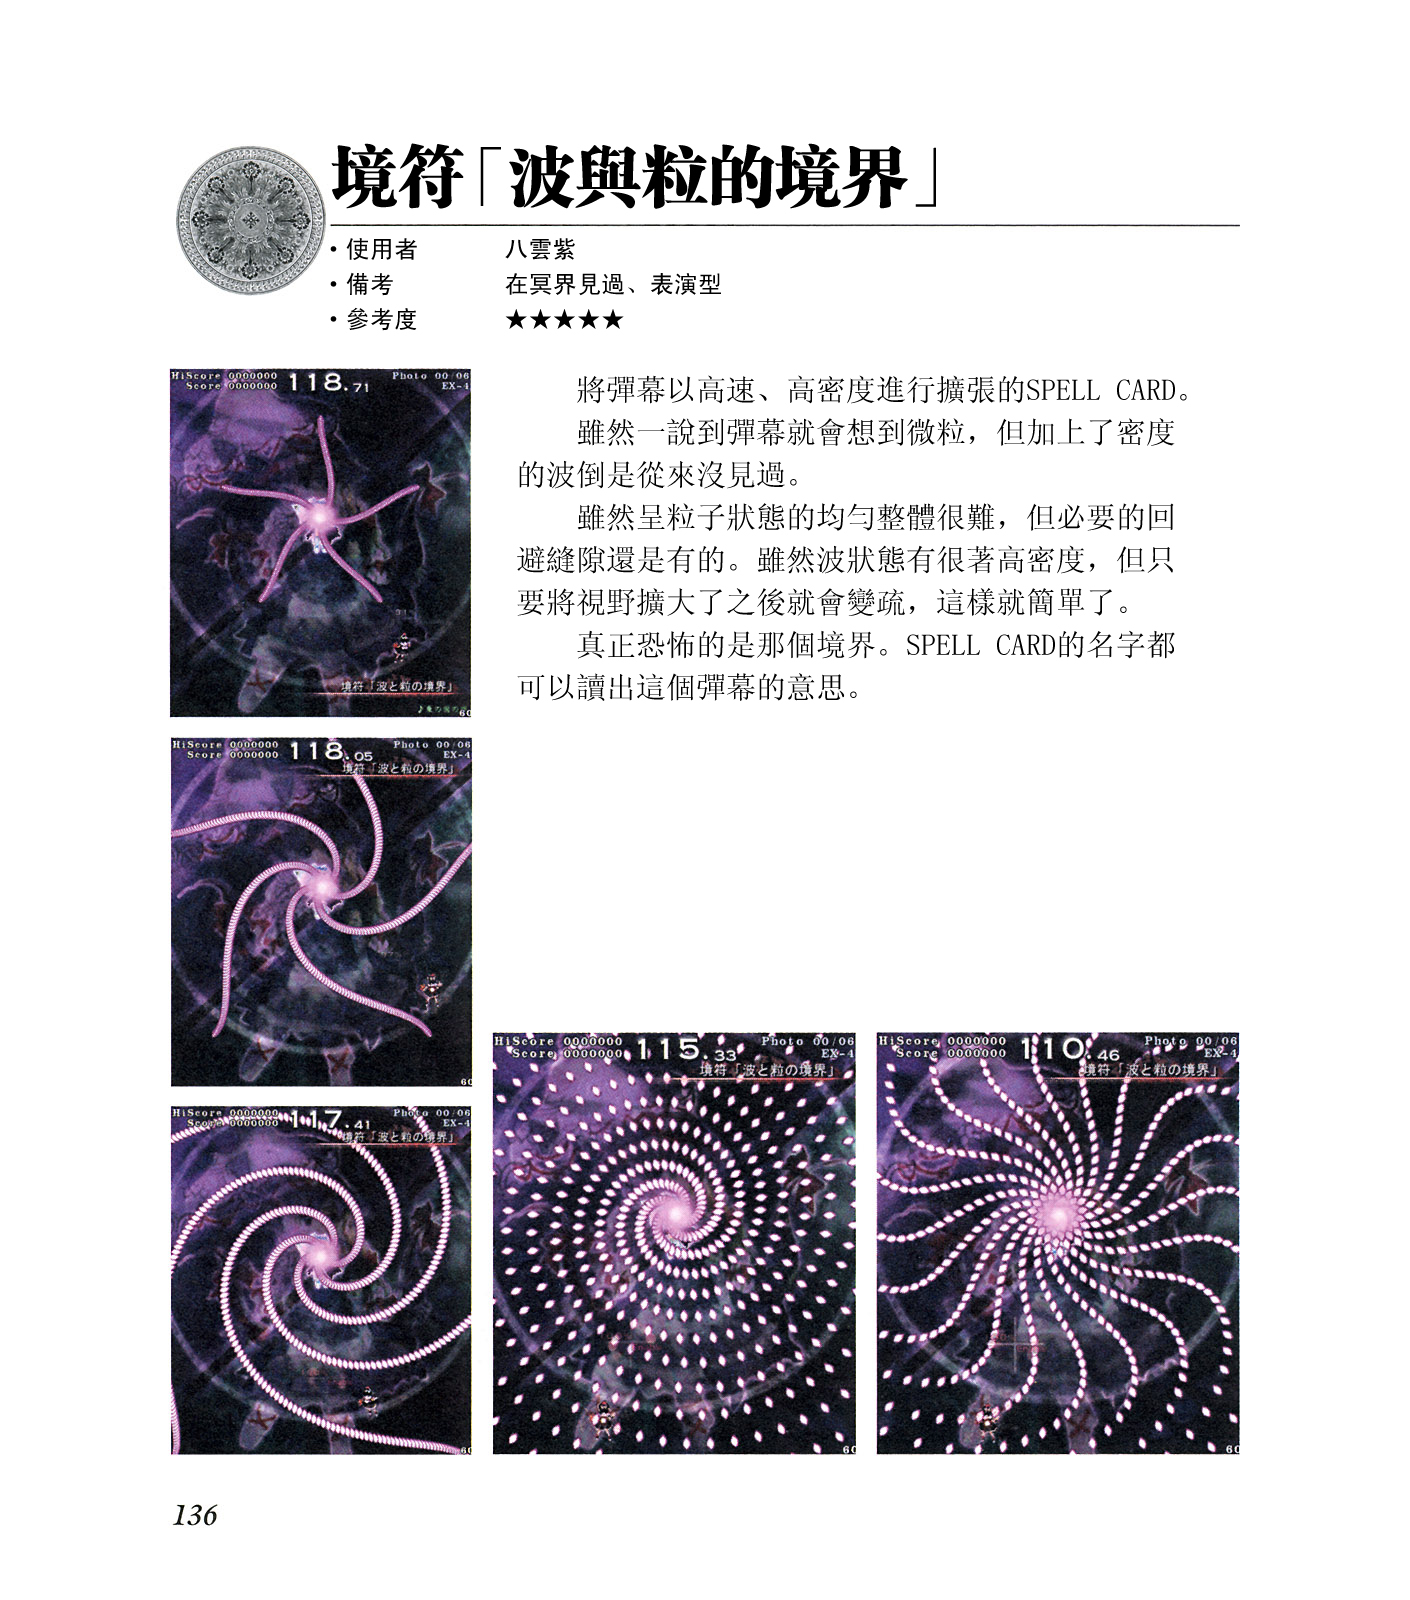 境符「波與粒的境界」
・使用者 八雲紫
・備考 在冥界見過、表演型
・參考度 ★★★★★
將彈幕以高速、高密度進行擴張的SPELL CARD。
雖然一說到彈幕就會想到微粒，但加上了密度
的波倒是從來沒見過。
雖然呈粒子狀態的均勻整體很難，但必要的回
避縫隙還是有的。雖然波狀態有很著高密度，但只
要將視野擴大了之後就會變疏，這樣就簡單了。
真正恐怖的是那個境界。SPELL CARD的名字都
可以讀出這個彈幕的意思。
HiScore 0000000 118.71 Photo 00/06
Score 0000000 EX-4
境符「波と粒の境界」
60
HiScore 0000000 118.05 Photo 00/06
Score 0000000 EX-4
境符「波と粒の境界」
60
HiScore 0000000 117.41 Photo 00/06
Score 0000000 EX-4
境符「波と粒の境界」
60
HiScore 0000000 115.33 Photo 00/06
Score 0000000 EX-4
境符「波と粒の境界」
60
HiScore 0000000 110.46 Photo 00/06
Score 0000000 EX-4
境符「波と粒の境界」
60
136